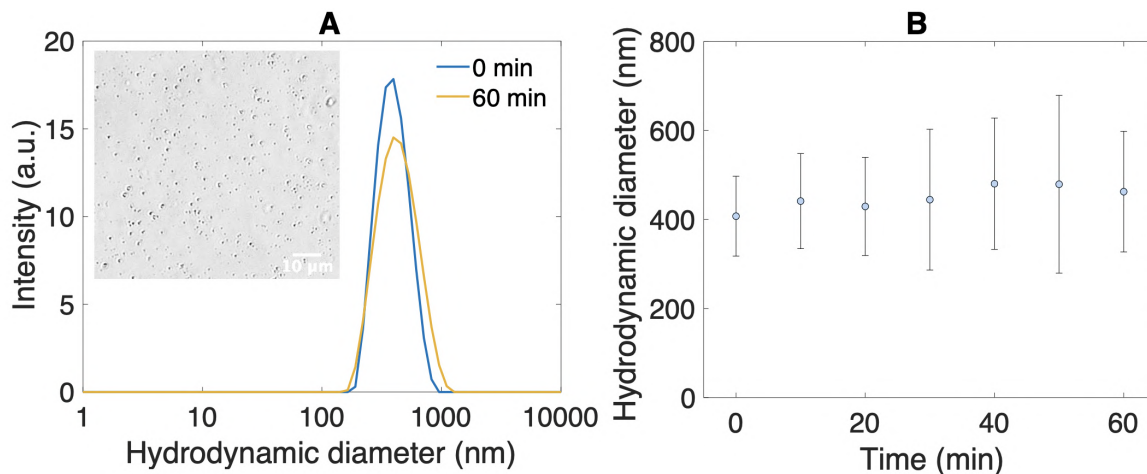 A
20
15
10
5
0
Intensity (a.u.)
0 min
60 min
10 µm
1
10
100
1000
10000
Hydrodynamic diameter (nm)
B
800
600
400
200
0
Hydrodynamic diameter (nm)
0
20
40
60
Time (min)